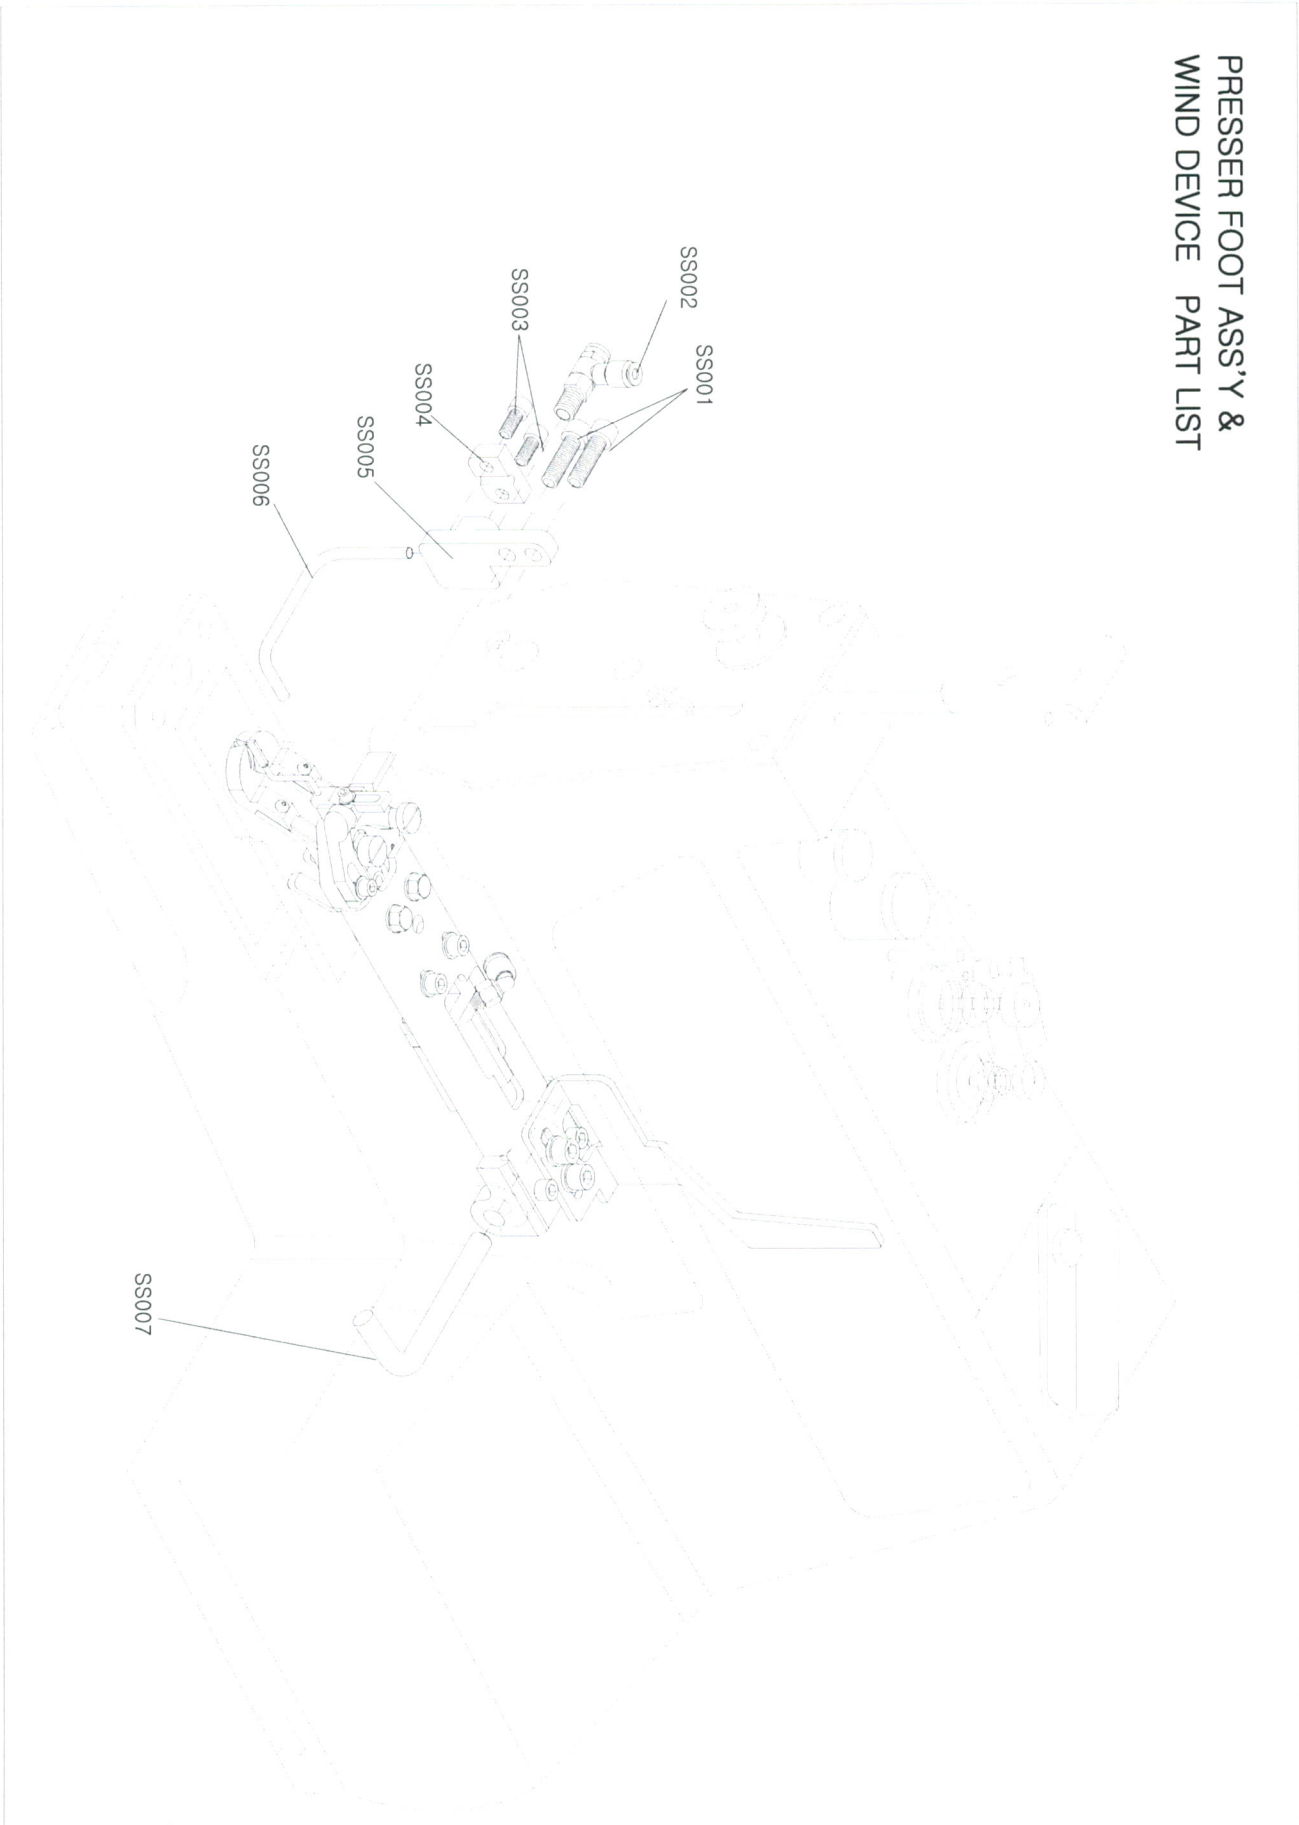 PRESSER FOOT ASS'Y &
WIND DEVICE PART LIST
SS002
SS001
SS003
SS004
SS005
SS006
SS007